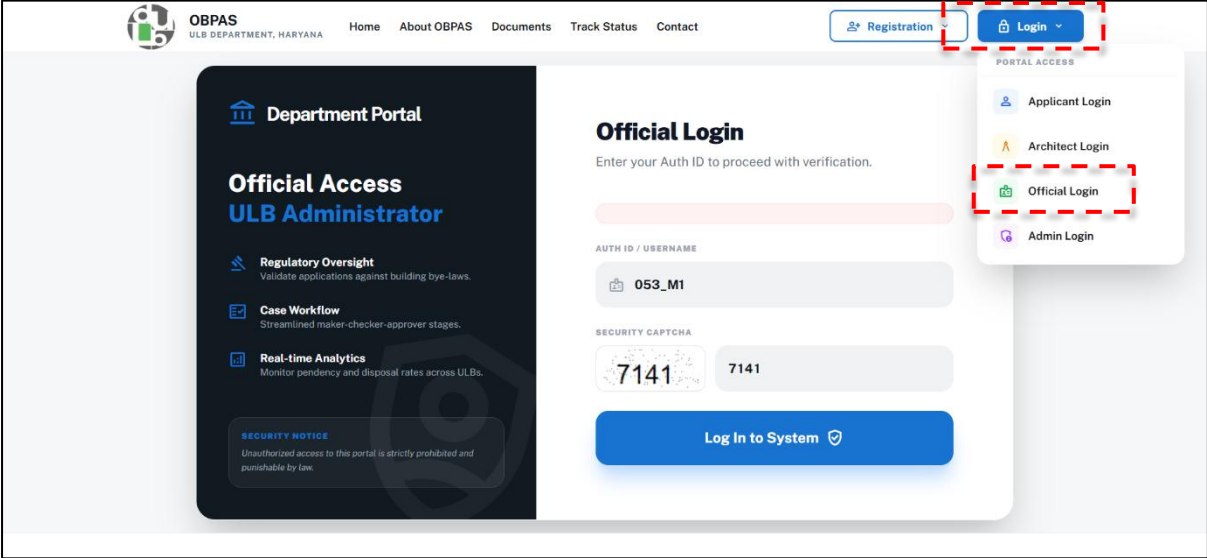 OBPAS
ULB DEPARTMENT, HARYANA
Home About OBPAS Documents Track Status Contact
Registration
Login
PORTAL ACCESS
Applicant Login
Architect Login
Official Login
Admin Login
Department Portal
Official Access
ULB Administrator
Regulatory Oversight
Validate applications against building bye-laws.
Case Workflow
Streamlined maker-checker-approver stages.
Real-time Analytics
Monitor pendency and disposal rates across ULBs.
SECURITY NOTICE
Unauthorized access to this portal is strictly prohibited and
punishable by law.
Official Login
Enter your Auth ID to proceed with verification.
AUTH ID / USERNAME
053_M1
SECURITY CAPTCHA
7141 7141
Log In to System